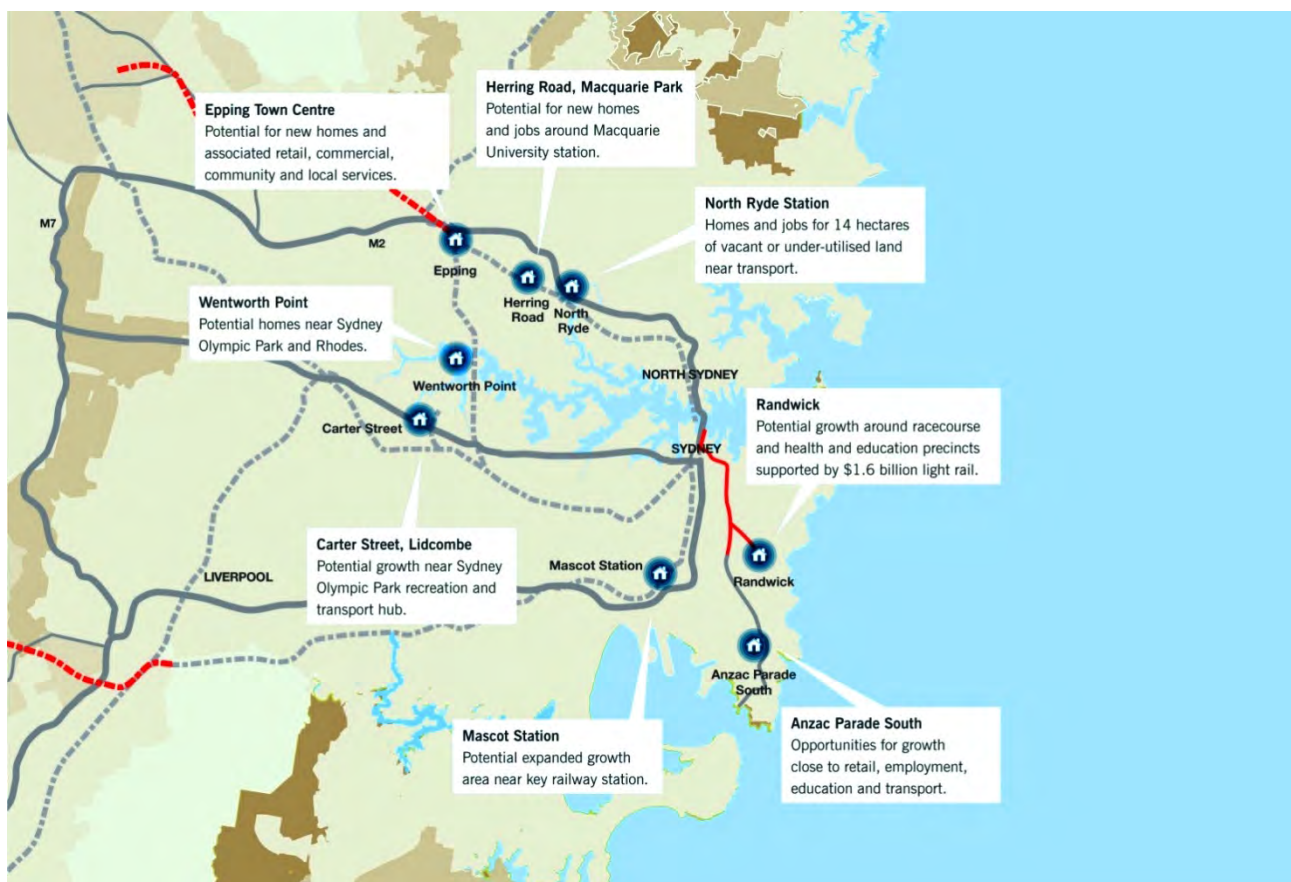 Herring Road, Macquarie Park
Potential for new homes
and jobs around Macquarie
University station.
Epping Town Centre
Potential for new homes and
associated retail, commercial,
community and local services.
North Ryde Station
Homes and jobs for 14 hectares
of vacant or under-utilised land
near transport.
M7
M2
Epping
Herring
Road
North
Ryde
Wentworth Point
Potential homes near Sydney
Olympic Park and Rhodes.
Wentworth Point
NORTH SYDNEY
Randwick
Potential growth around racecourse
and health and education precincts
supported by $1.6 billion light rail.
Carter Street
SYDNEY
Carter Street, Lidcombe
Potential growth near Sydney
Olympic Park recreation and
transport hub.
LIVERPOOL
Mascot Station
Randwick
Anzac Parade
South
Mascot Station
Potential expanded growth
area near key railway station.
Anzac Parade South
Opportunities for growth
close to retail, employment,
education and transport.